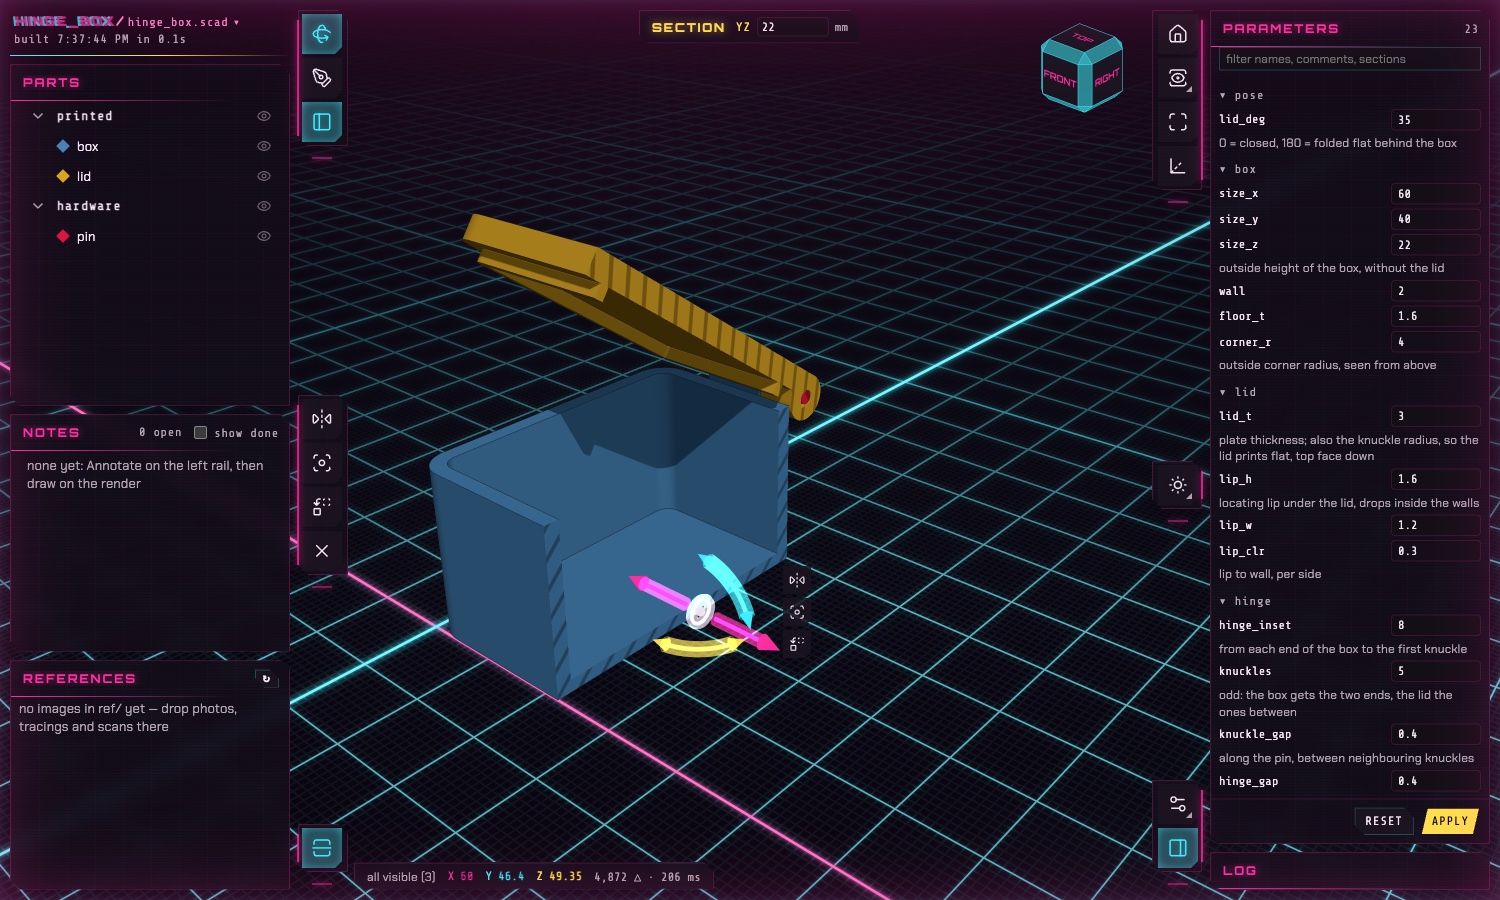 HINGE_BOX / hinge_box.scad ▾
built 7:37:44 PM in 0.1s
PARTS
printed
box
lid
hardware
pin
NOTES 0 open show done
none yet: Annotate on the left rail, then
draw on the render
REFERENCES
no images in ref/ yet — drop photos,
tracings and scans there
SECTION YZ 22 mm
TOP
FRONT RIGHT
all visible (3) X 60 Y 46.4 Z 49.35 4,872 △ · 206 ms
PARAMETERS 23
filter names, comments, sections
▾ pose
lid_deg 35
0 = closed, 180 = folded flat behind the box
▾ box
size_x 60
size_y 40
size_z 22
outside height of the box, without the lid
wall 2
floor_t 1.6
corner_r 4
outside corner radius, seen from above
▾ lid
lid_t 3
plate thickness; also the knuckle radius, so the
lid prints flat, top face down
lip_h 1.6
locating lip under the lid, drops inside the walls
lip_w 1.2
lip_clr 0.3
lip to wall, per side
▾ hinge
hinge_inset 8
from each end of the box to the first knuckle
knuckles 5
odd: the box gets the two ends, the lid the
ones between
knuckle_gap 0.4
along the pin, between neighbouring knuckles
hinge_gap 0.4
RESET APPLY
LOG